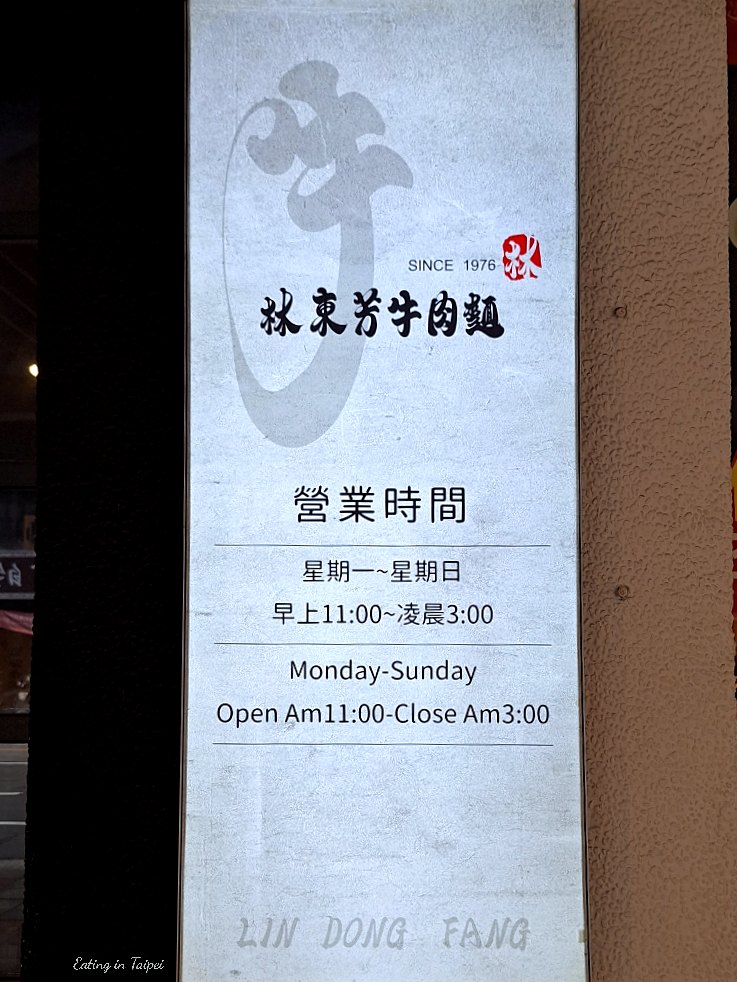 牛
SINCE 1976
林
林東芳牛肉麵
營業時間
星期一~星期日
早上11:00~凌晨3:00
Monday-Sunday
Open Am11:00-Close Am3:00
LIN DONG FANG
Eating in Taipei